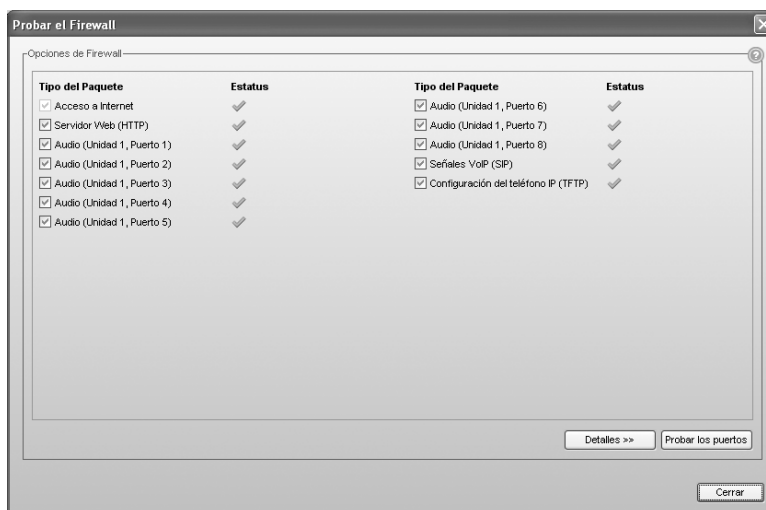 Probar el Firewall
Opciones de Firewall
Tipo del Paquete Estatus
Acceso a Internet
Servidor Web (HTTP)
Audio (Unidad 1, Puerto 1)
Audio (Unidad 1, Puerto 2)
Audio (Unidad 1, Puerto 3)
Audio (Unidad 1, Puerto 4)
Audio (Unidad 1, Puerto 5)
Tipo del Paquete Estatus
Audio (Unidad 1, Puerto 6)
Audio (Unidad 1, Puerto 7)
Audio (Unidad 1, Puerto 8)
Señales VoIP (SIP)
Configuración del teléfono IP (TFTP)
Detalles >> Probar los puertos
Cerrar